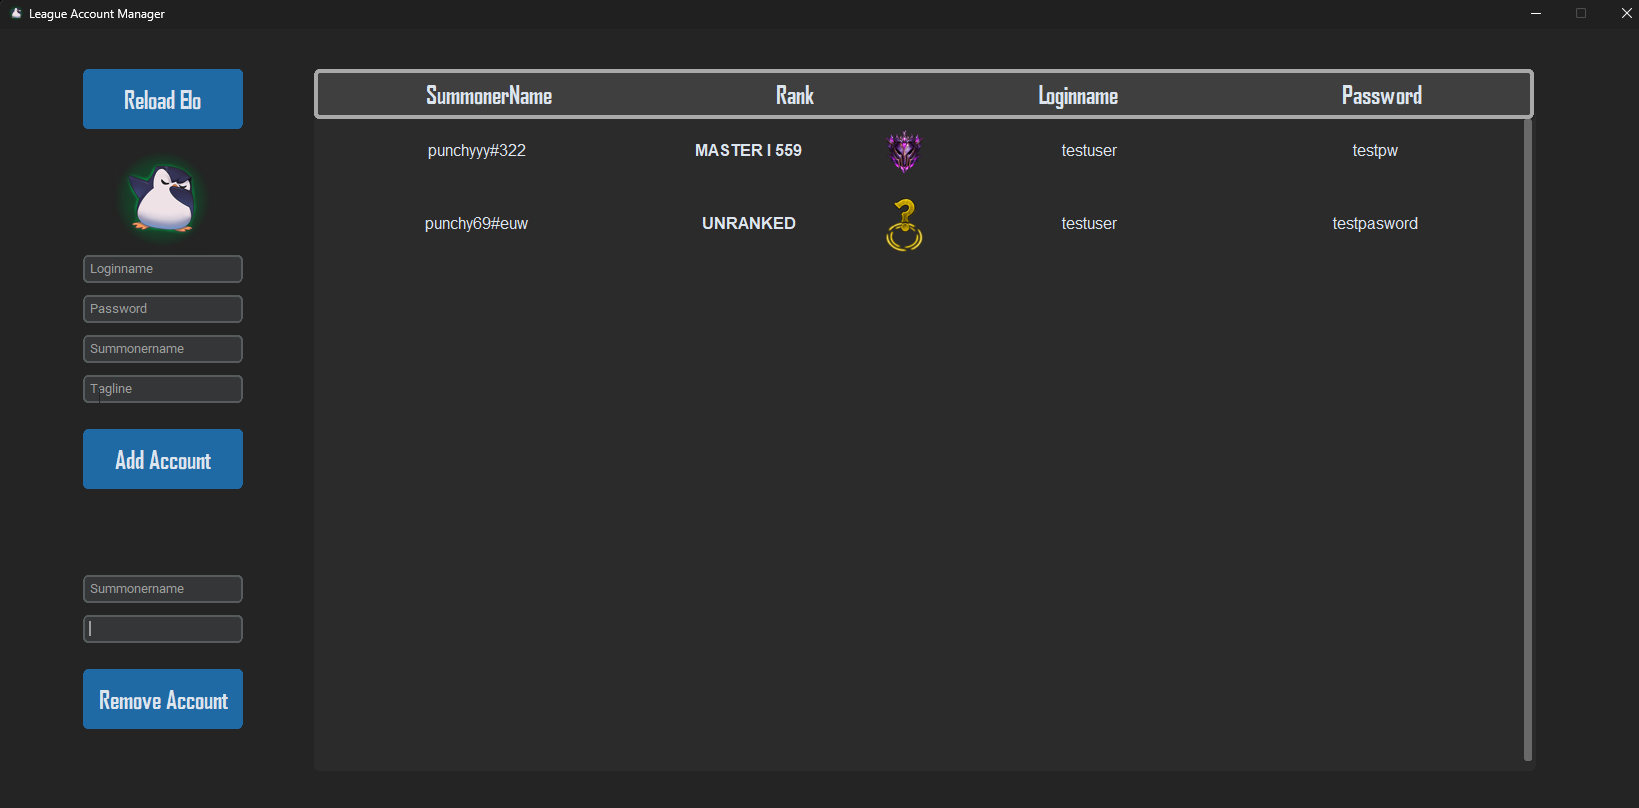 League Account Manager
Reload Elo
Loginname
Password
Summonername
Tagline
Add Account
Summonername
Remove Account
SummonerName Rank Loginname Password
punchyyy#322 MASTER I 559 testuser testpw
punchy69#euw UNRANKED testuser testpasword